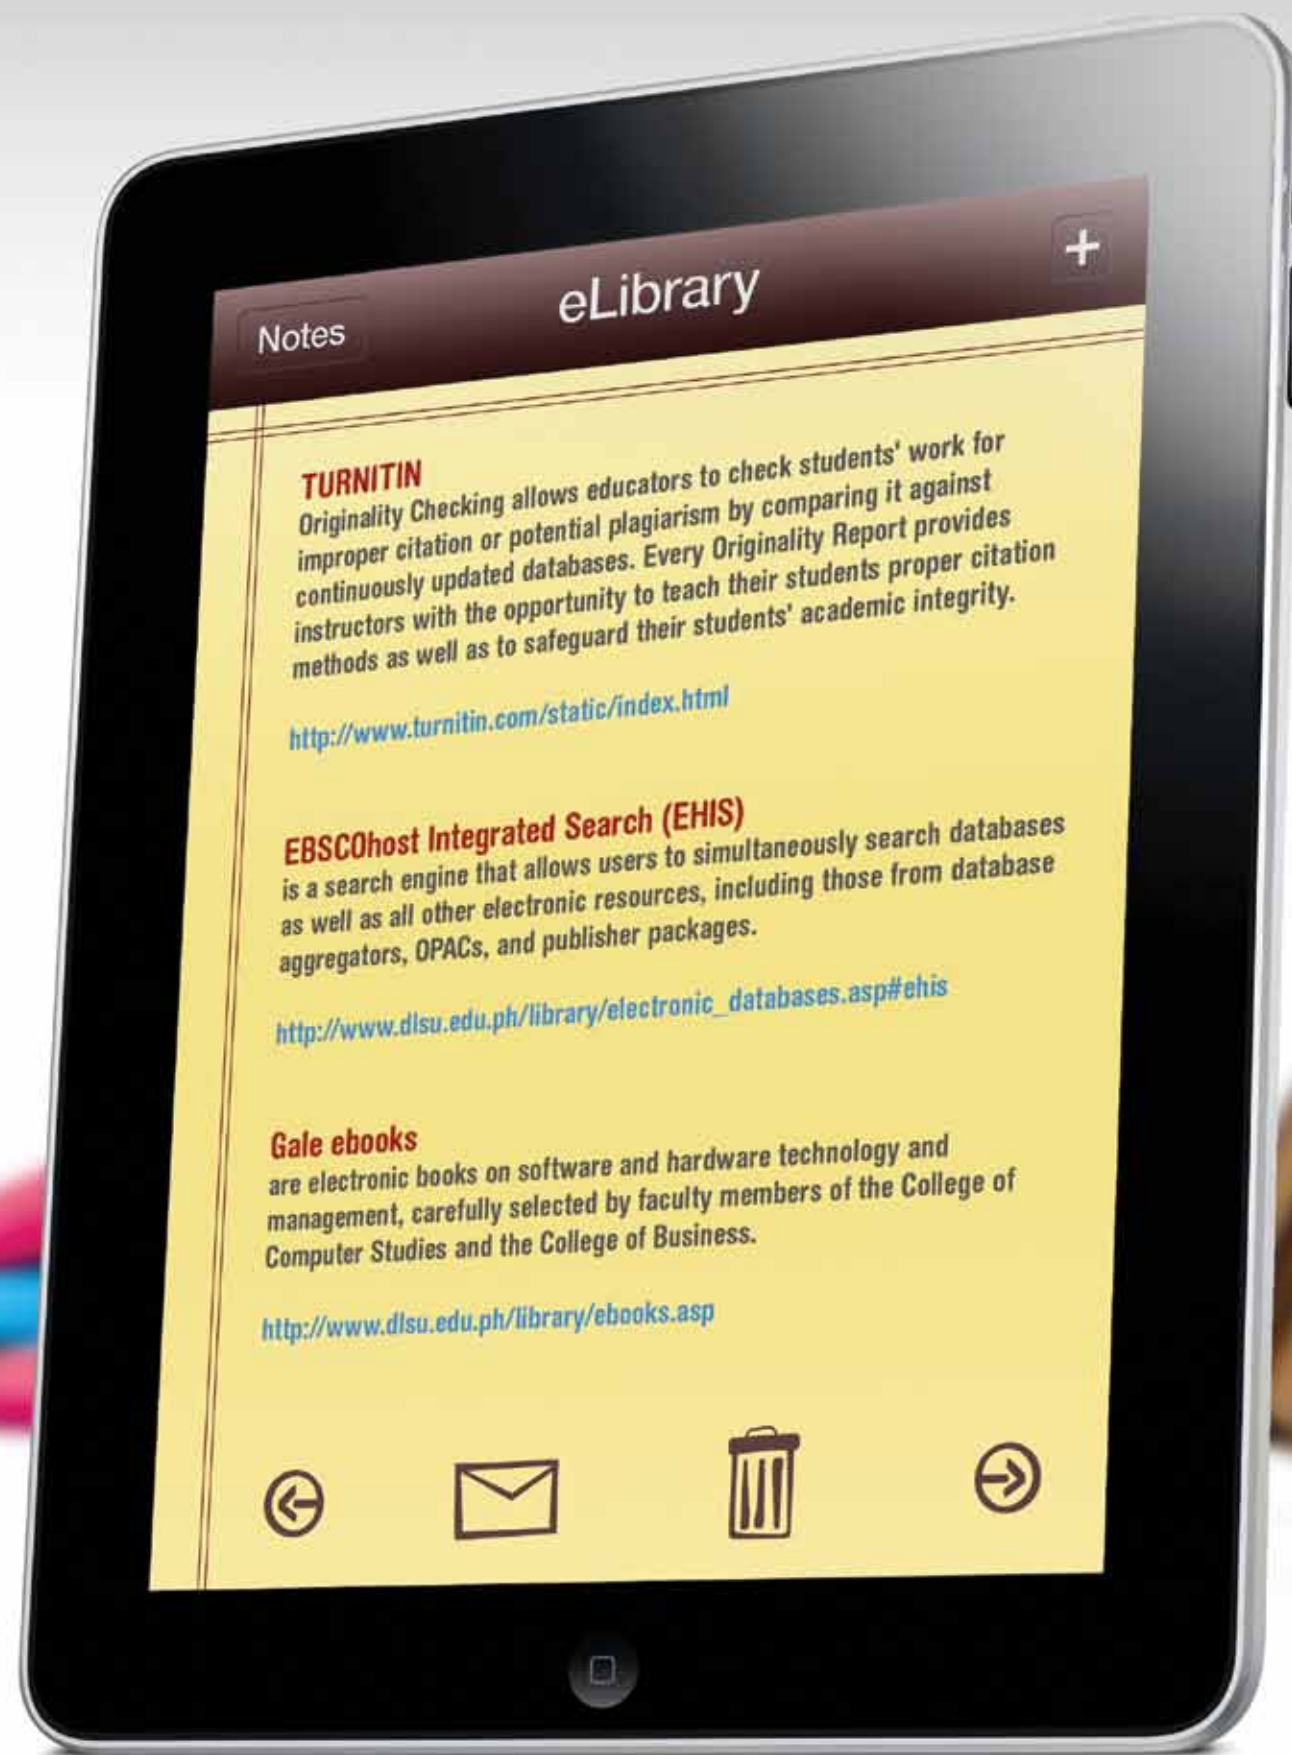 Notes
eLibrary
+
TURNITIN
Originality Checking allows educators to check students' work for
improper citation or potential plagiarism by comparing it against
continuously updated databases. Every Originality Report provides
instructors with the opportunity to teach their students proper citation
methods as well as to safeguard their students' academic integrity.
http://www.turnitin.com/static/index.html
EBSCOhost Integrated Search (EHIS)
is a search engine that allows users to simultaneously search databases
as well as all other electronic resources, including those from database
aggregators, OPACs, and publisher packages.
http://www.dlsu.edu.ph/library/electronic_databases.asp#ehis
Gale ebooks
are electronic books on software and hardware technology and
management, carefully selected by faculty members of the College of
Computer Studies and the College of Business.
http://www.dlsu.edu.ph/library/ebooks.asp